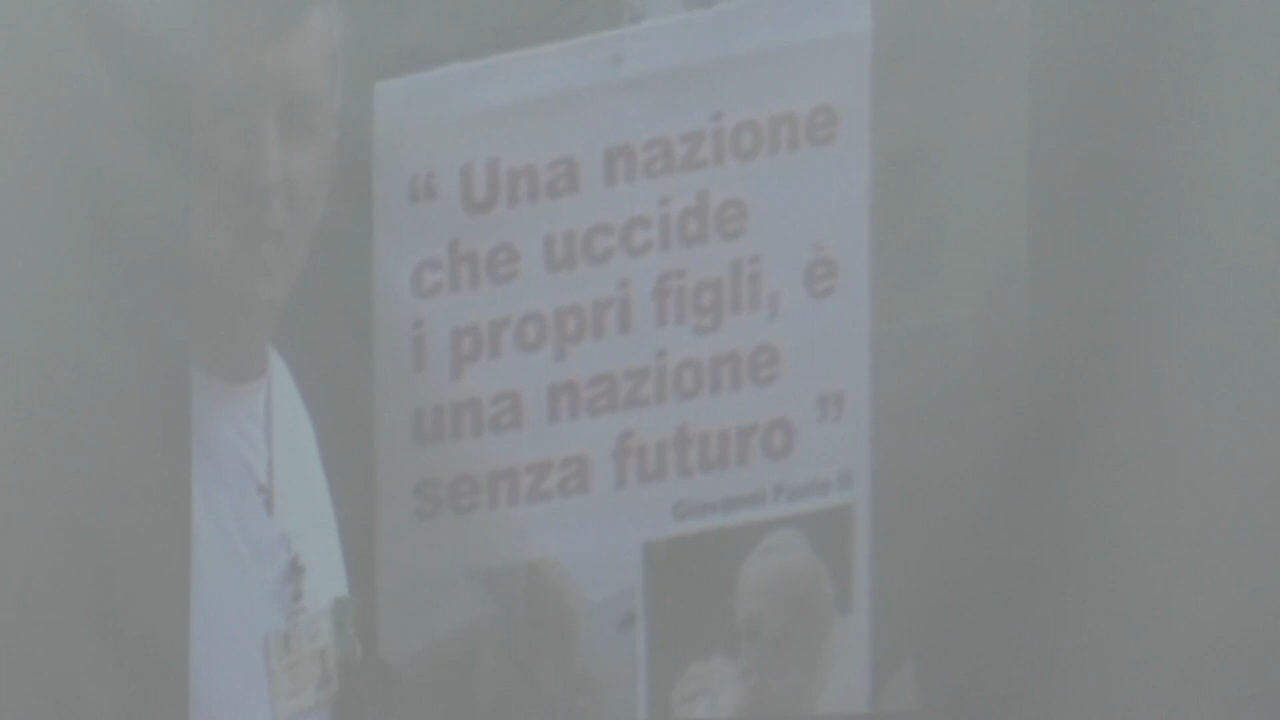 “ Una nazione
che uccide
i propri figli, è
una nazione
senza futuro ”
Giovanni Paolo II